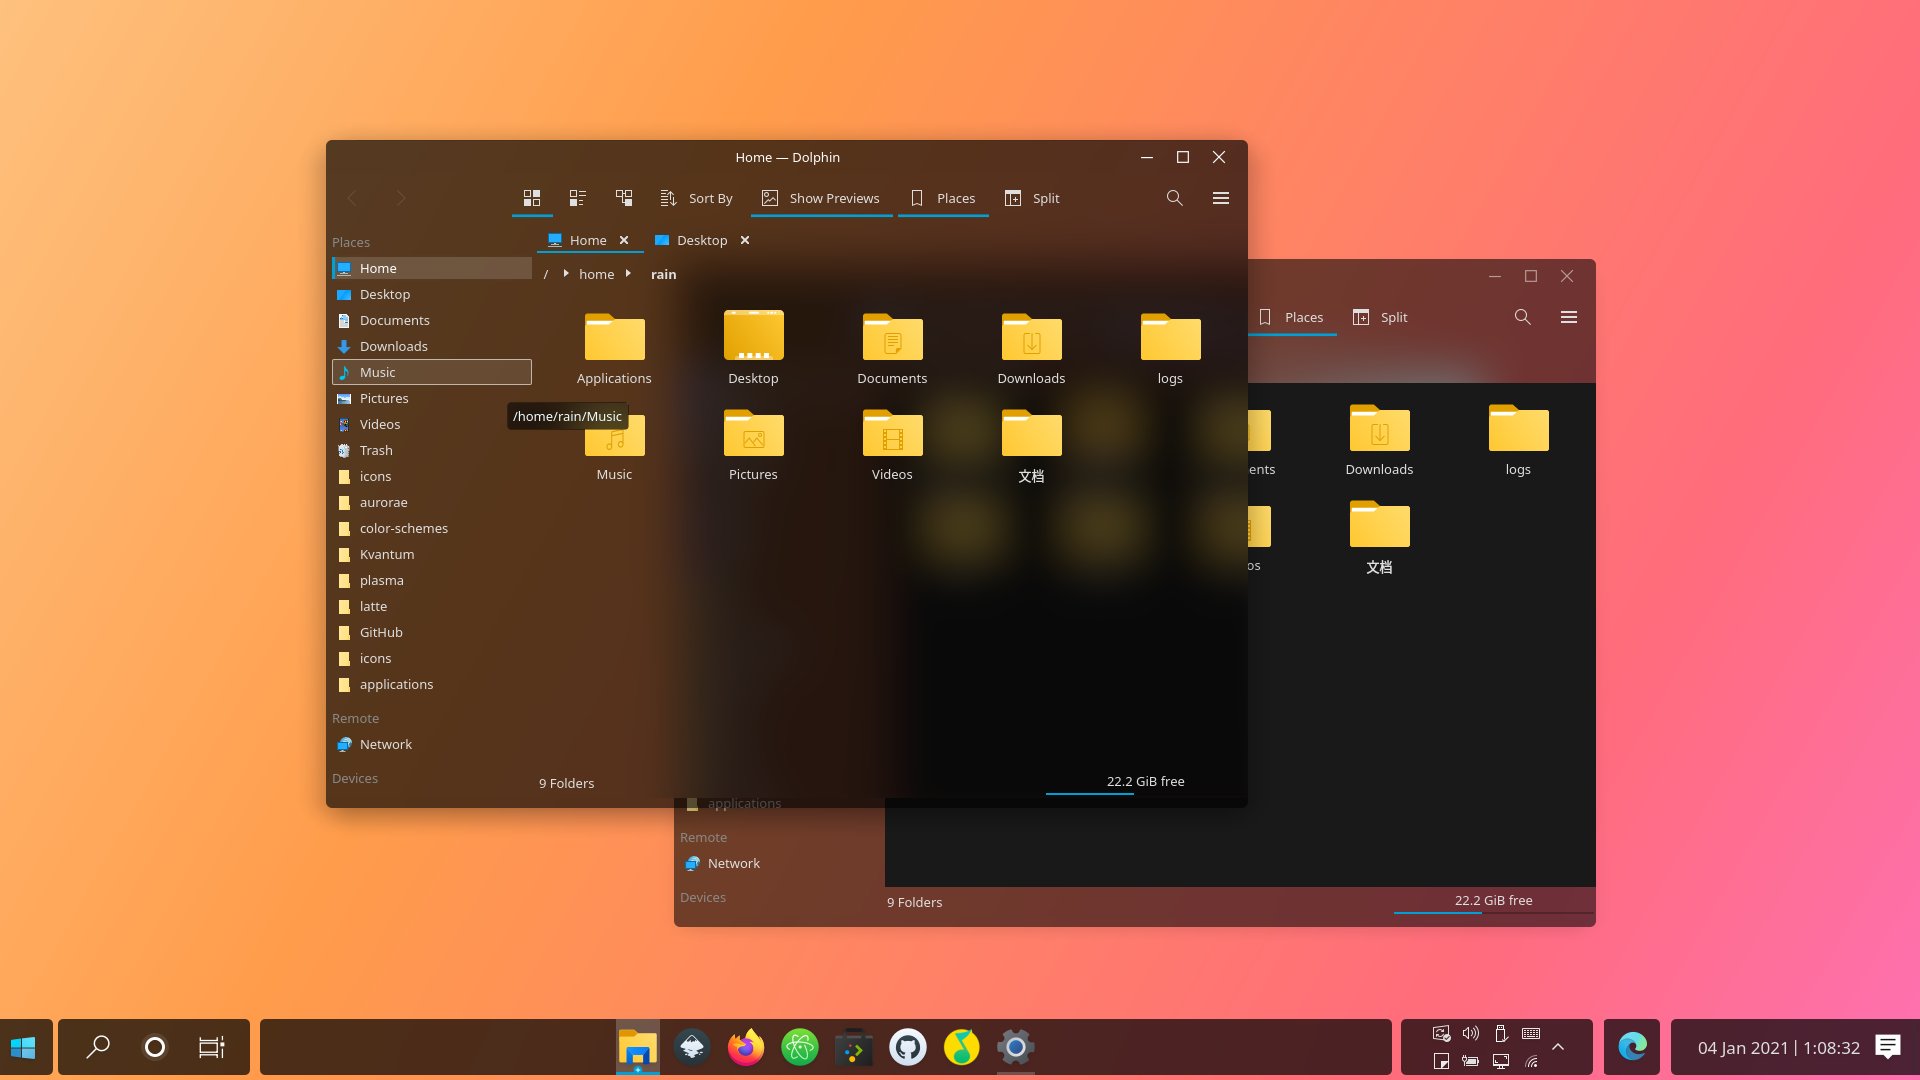 Home — Dolphin
Sort By
Show Previews
Places
Split
Places
Home
Desktop
Documents
Downloads
Music
Pictures
Videos
Trash
icons
aurorae
color-schemes
Kvantum
plasma
latte
GitHub
icons
applications
Remote
Network
Devices
Home
Desktop
/ home rain
Applications
Desktop
Documents
Downloads
logs
/home/rain/Music
Music
Pictures
Videos
文档
9 Folders
22.2 GiB free
Places
Split
ents
Downloads
logs
os
文档
applications
Remote
Network
Devices
9 Folders
22.2 GiB free
04 Jan 2021 | 1:08:32